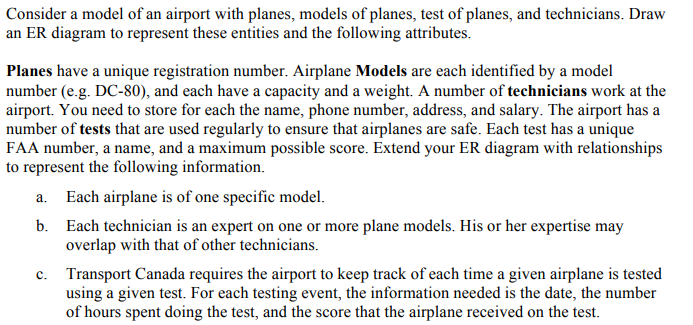 Consider a model of an airport with planes, models of planes, test of planes, and technicians. Draw
an ER diagram to represent these entities and the following attributes.
Planes have a unique registration number. Airplane Models are each identified by a model
number (e.g. DC-80), and each have a capacity and a weight. A number of technicians work at the
airport. You need to store for each the name, phone number, address, and salary. The airport has a
number of tests that are used regularly to ensure that airplanes are safe. Each test has a unique
FAA number, a name, and a maximum possible score. Extend your ER diagram with relationships
to represent the following information.
a. Each airplane is of one specific model.
b. Each technician is an expert on one or more plane models. His or her expertise may
overlap with that of other technicians.
c. Transport Canada requires the airport to keep track of each time a given airplane is tested
using a given test. For each testing event, the information needed is the date, the number
of hours spent doing the test, and the score that the airplane received on the test.